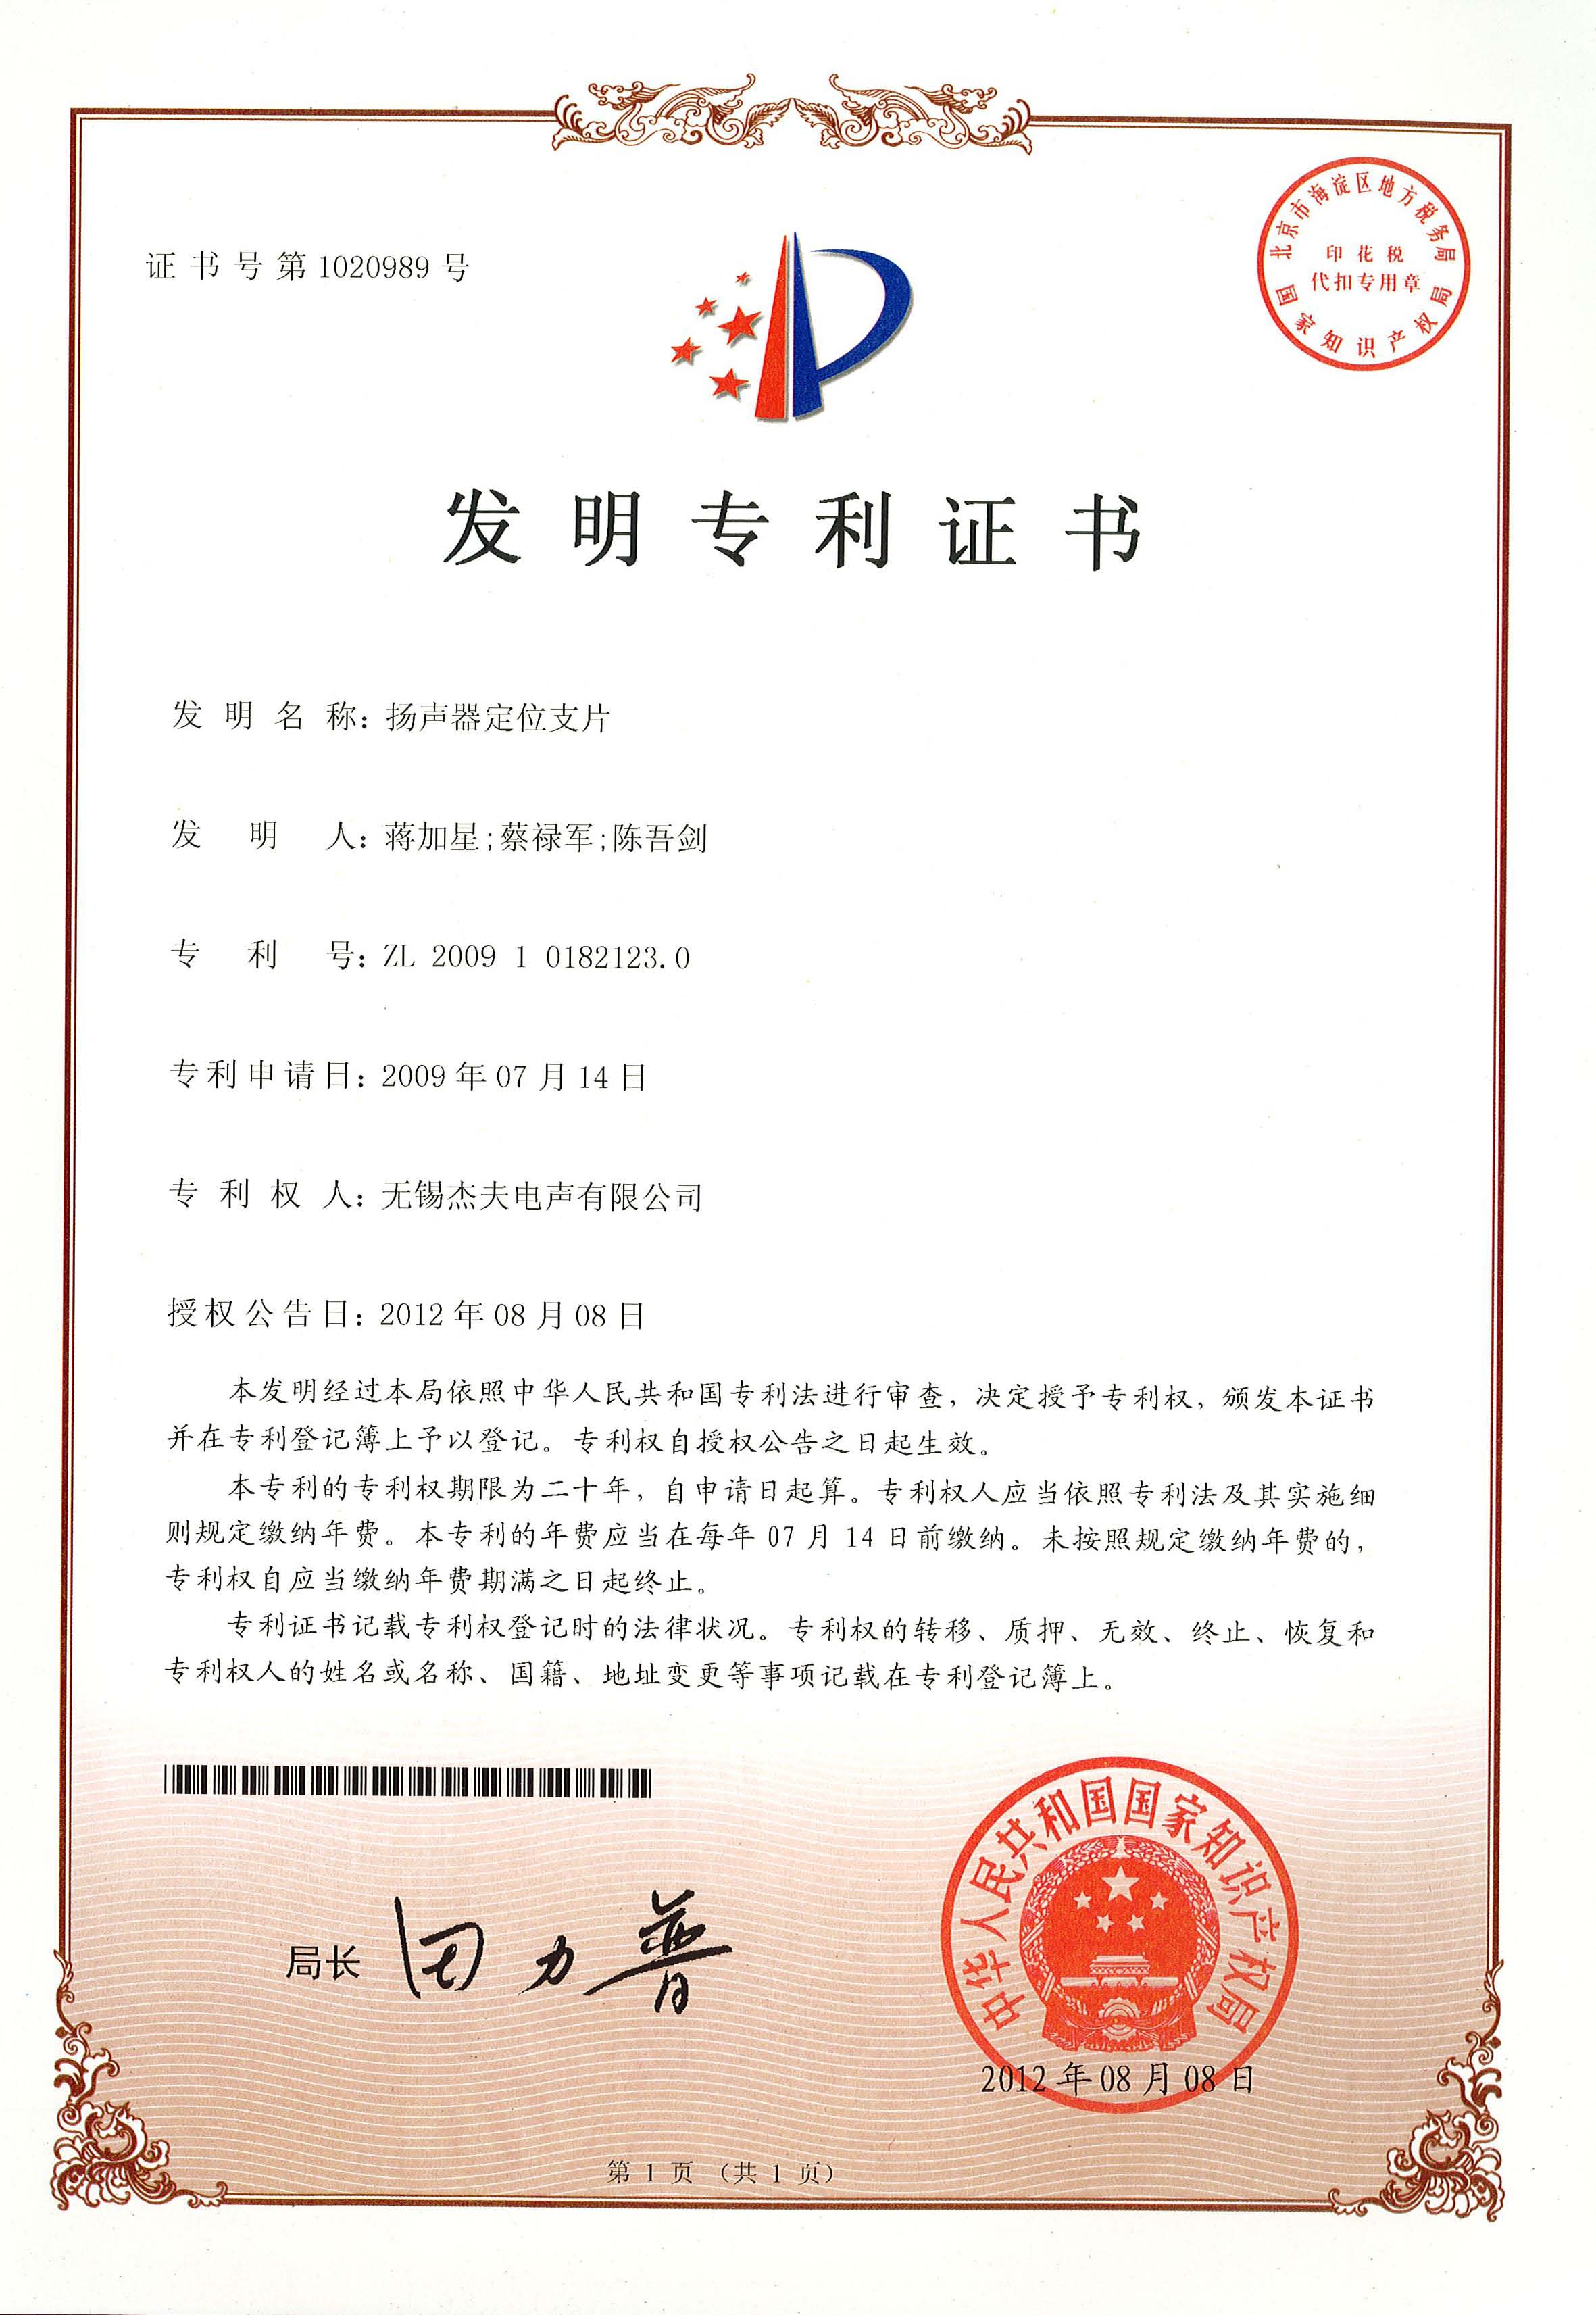 证书号第1020989号
北京市海淀区地方税务局
印花税
代扣专用章
国家知识产权局
发明专利证书
发明名称：扬声器定位支片
发明人：蒋加星;蔡禄军;陈吾剑
专利号：ZL 2009 1 0182123.0
专利申请日：2009年07月14日
专利权人：无锡杰夫电声有限公司
授权公告日：2012年08月08日
本发明经过本局依照中华人民共和国专利法进行审查，决定授予专利权，颁发本证书
并在专利登记簿上予以登记。专利权自授权公告之日起生效。
本专利的专利权期限为二十年，自申请日起算。专利权人应当依照专利法及其实施细
则规定缴纳年费。本专利的年费应当在每年07月14日前缴纳。未按照规定缴纳年费的，
专利权自应当缴纳年费期满之日起终止。
专利证书记载专利权登记时的法律状况。专利权的转移、质押、无效、终止、恢复和
专利权人的姓名或名称、国籍、地址变更等事项记载在专利登记簿上。
局长 田力普
中华人民共和国国家知识产权局
2012年08月08日
第1页（共1页）